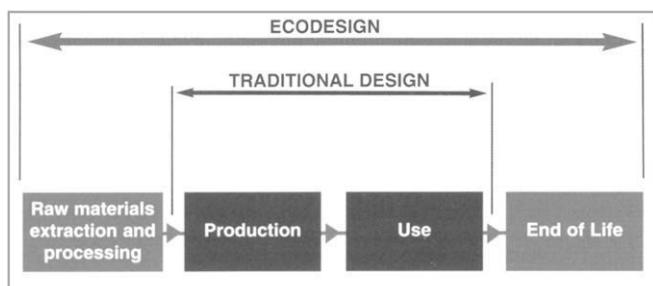 ECODESIGN
TRADITIONAL DESIGN
Raw materials
extraction and
processing
Production
Use
End of Life